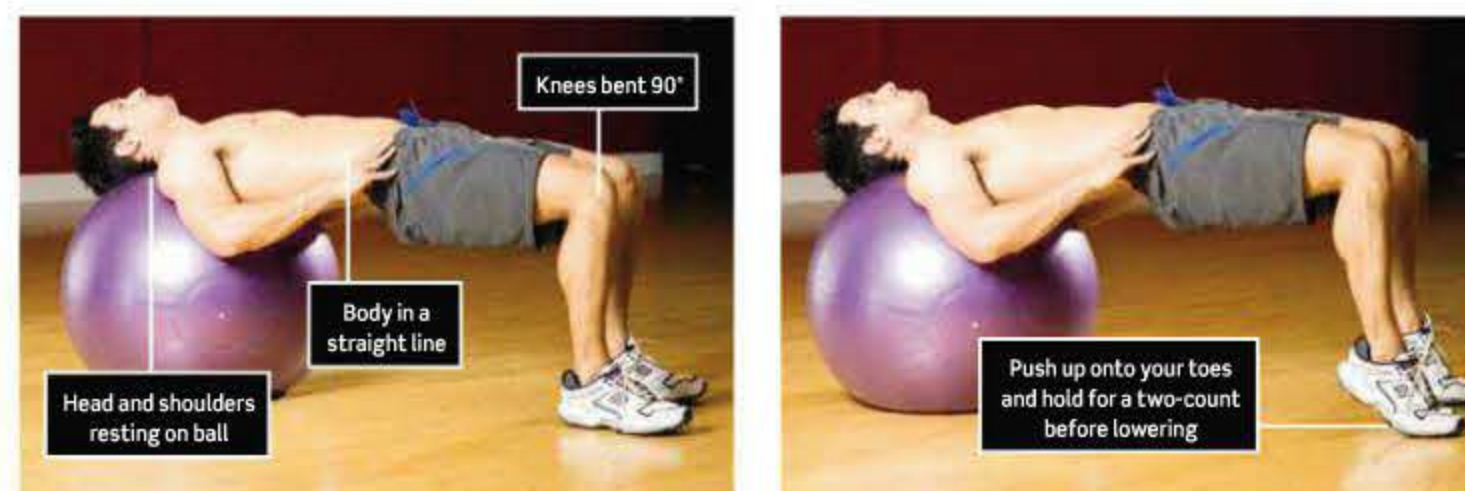 Knees bent 90°
Body in a
straight line
Head and shoulders
resting on ball
Push up onto your toes
and hold for a two-count
before lowering